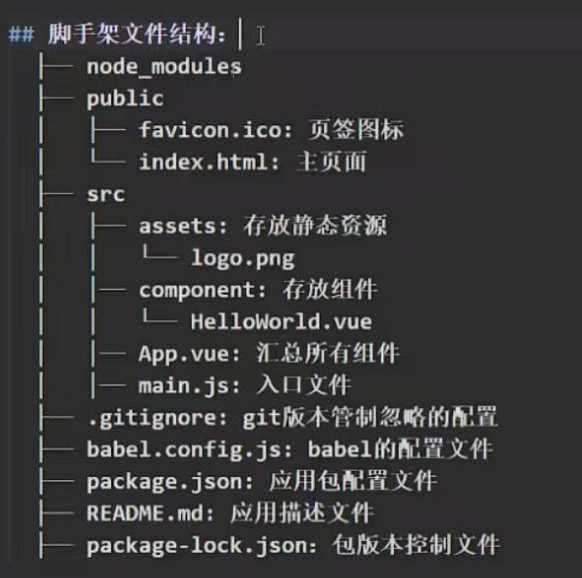 ## 脚手架文件结构:
├── node_modules
├── public
│   ├── favicon.ico: 页签图标
│   └── index.html: 主页面
├── src
│   ├── assets: 存放静态资源
│   │   └── logo.png
│   │── component: 存放组件
│   │   └── HelloWorld.vue
│   │── App.vue: 汇总所有组件
│   │── main.js: 入口文件
├── .gitignore: git版本管制忽略的配置
├── babel.config.js: babel的配置文件
├── package.json: 应用包配置文件
├── README.md: 应用描述文件
├── package-lock.json: 包版本控制文件